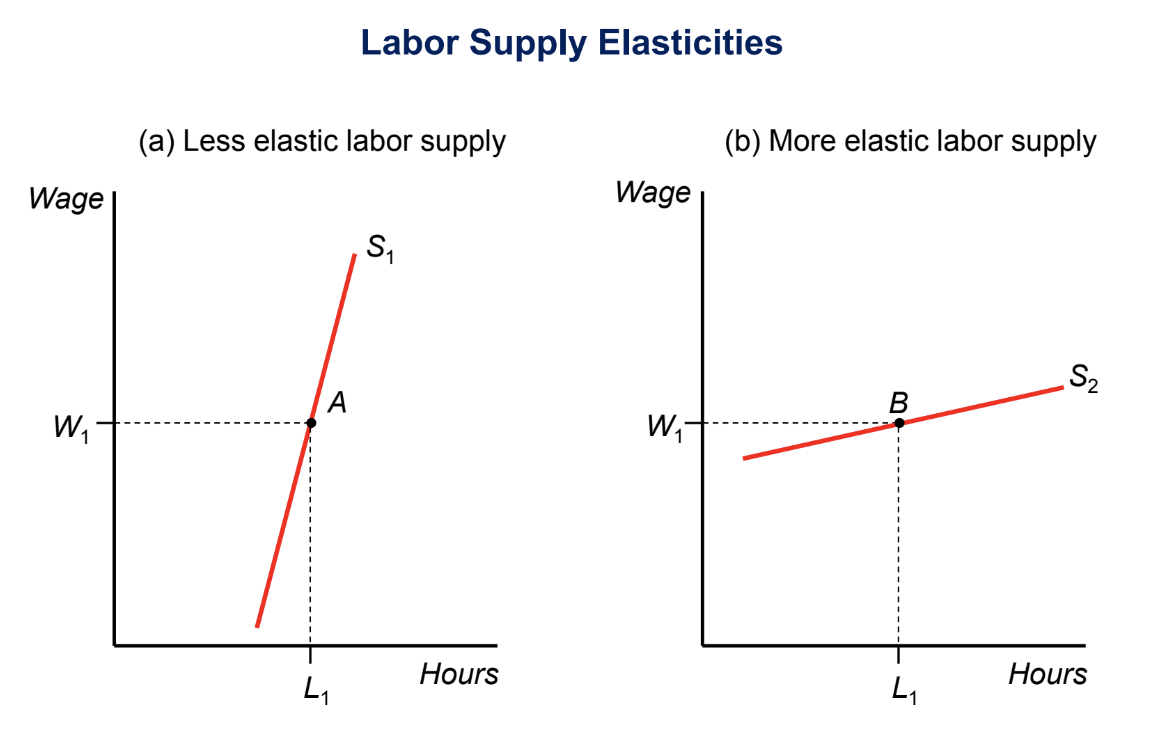 Labor Supply Elasticities
(a) Less elastic labor supply
Wage
S₁
A
W₁
Hours
L₁
(b) More elastic labor supply
Wage
S₂
B
W₁
Hours
L₁